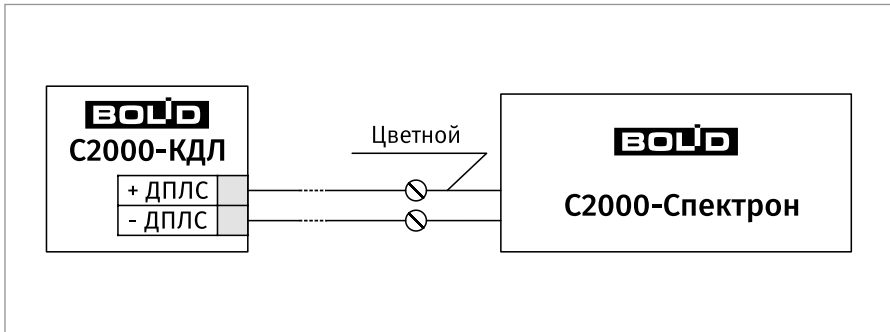 BOLID
С2000-КДЛ
+ ДПЛС
- ДПЛС
Цветной
BOLID
С2000-Спектрон